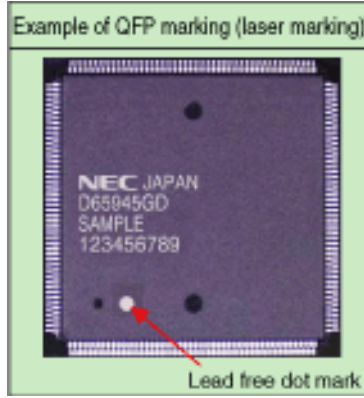 Example of QFP marking (laser marking)
NEC JAPAN
D65945GD
SAMPLE
123456789
Lead free dot mark